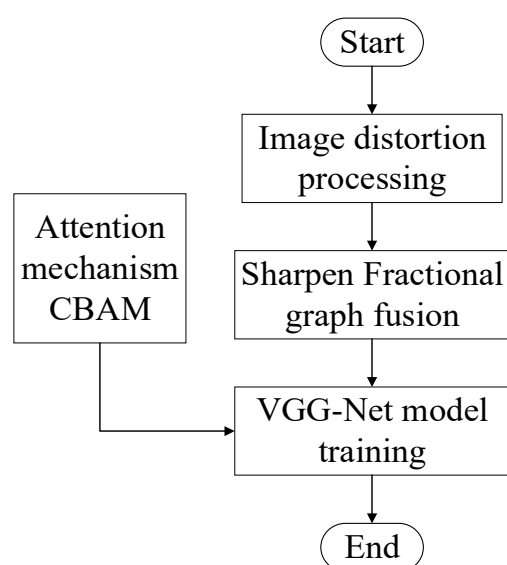 Start
Image distortion
processing
Attention
mechanism
CBAM
Sharpen Fractional
graph fusion
VGG-Net model
training
End